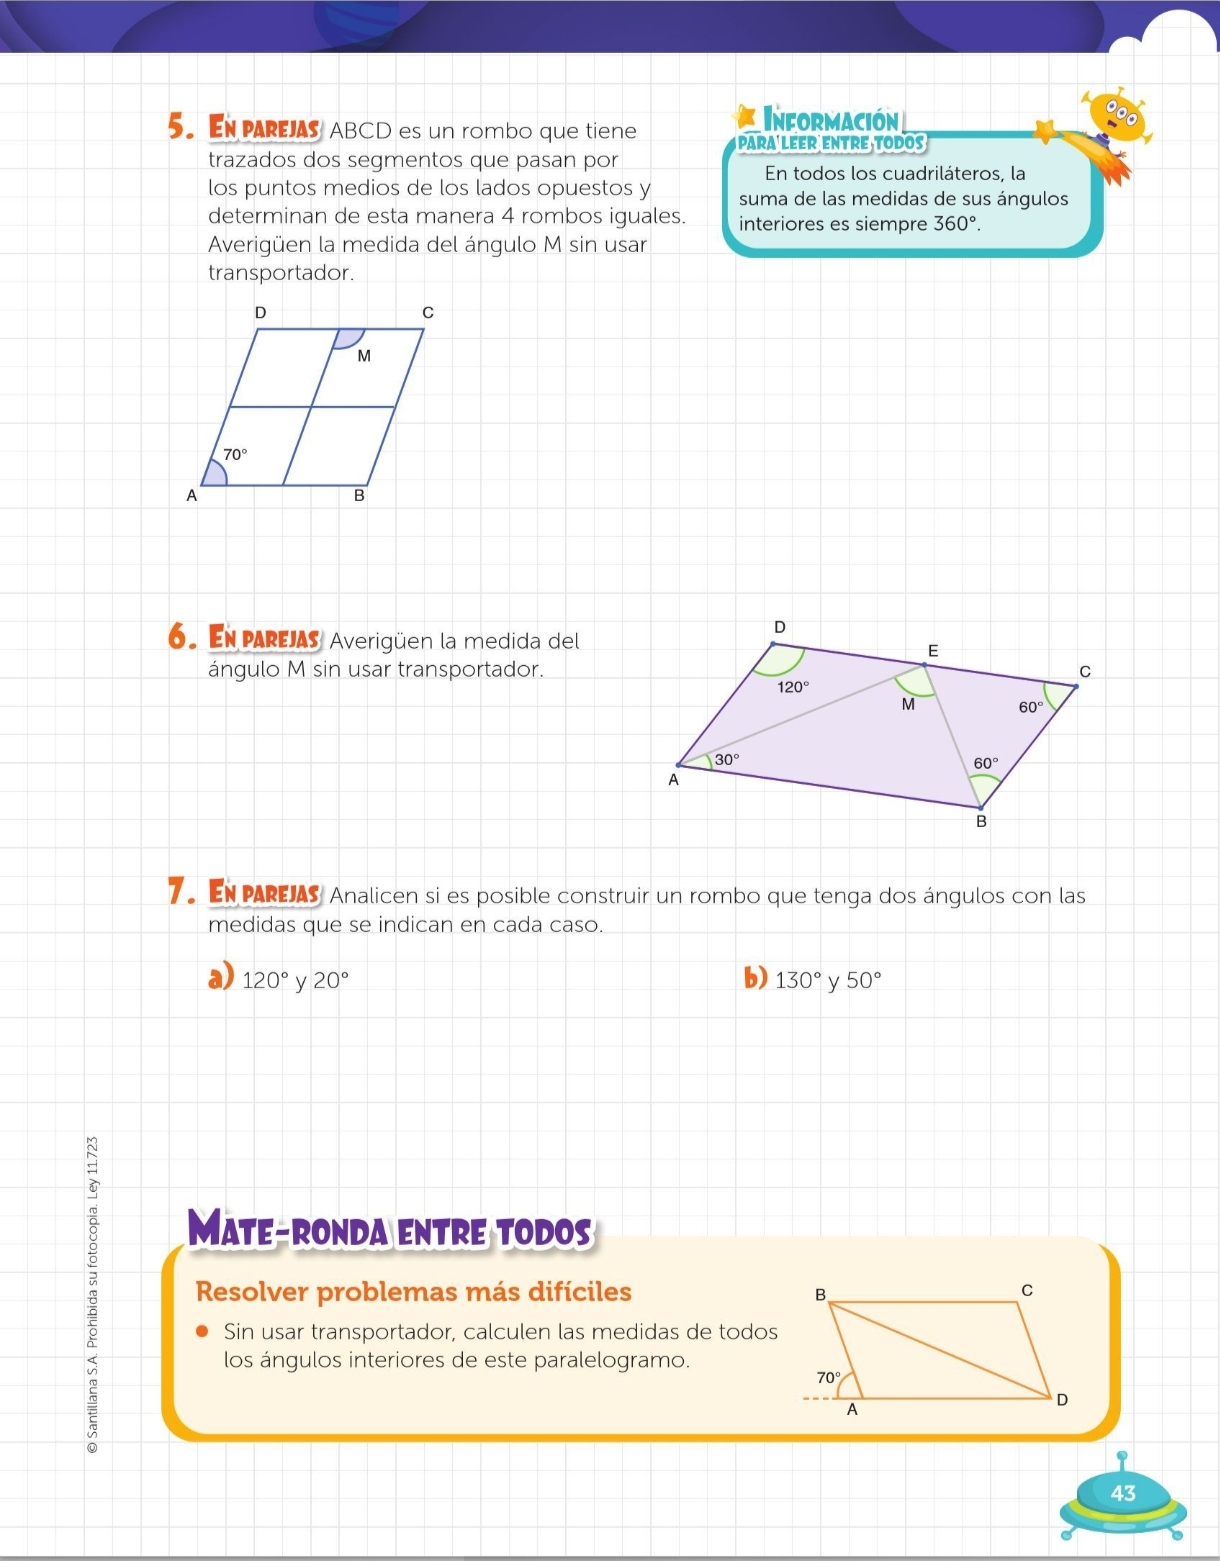 5. EN PAREJAS ABCD es un rombo que tiene
trazados dos segmentos que pasan por
los puntos medios de los lados opuestos y
determinan de esta manera 4 rombos iguales.
Averigüen la medida del ángulo M sin usar
transportador.
INFORMACIÓN
PARA LEER ENTRE TODOS
En todos los cuadriláteros, la
suma de las medidas de sus ángulos
interiores es siempre 360°.
D
C
M
70°
A
B
6. EN PAREJAS Averigüen la medida del
ángulo M sin usar transportador.
D
E
C
120°
M
60°
30°
60°
A
B
7. EN PAREJAS Analicen si es posible construir un rombo que tenga dos ángulos con las
medidas que se indican en cada caso.
a) 120° y 20°
b) 130° y 50°
MATE-RONDA ENTRE TODOS
Resolver problemas más difíciles
● Sin usar transportador, calculen las medidas de todos
los ángulos interiores de este paralelogramo.
B
C
70°
A
D
© Santillana S.A. Prohibida su fotocopia. Ley 11.723
43